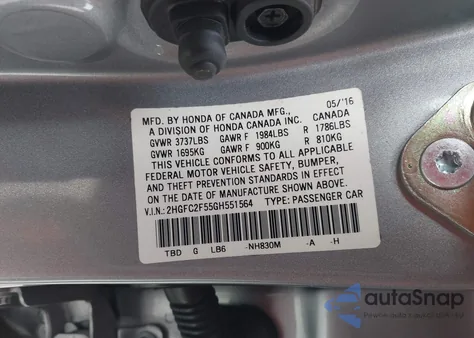 MFD. BY HONDA OF CANADA MFG., 05/'16
A DIVISION OF HONDA CANADA INC. CANADA
GVWR 3737LBS GAWR F 1984LBS R 1786LBS
GVWR 1695KG GAWR F 900KG R 810KG
THIS VEHICLE CONFORMS TO ALL APPLICABLE
FEDERAL MOTOR VEHICLE SAFETY, BUMPER,
AND THEFT PREVENTION STANDARDS IN EFFECT
ON THE DATE OF MANUFACTURE SHOWN ABOVE.
V.I.N.: 2HGFC2F55GH551564 TYPE: PASSENGER CAR
TBD G LB6 -NH830M -A -H
autoSnap